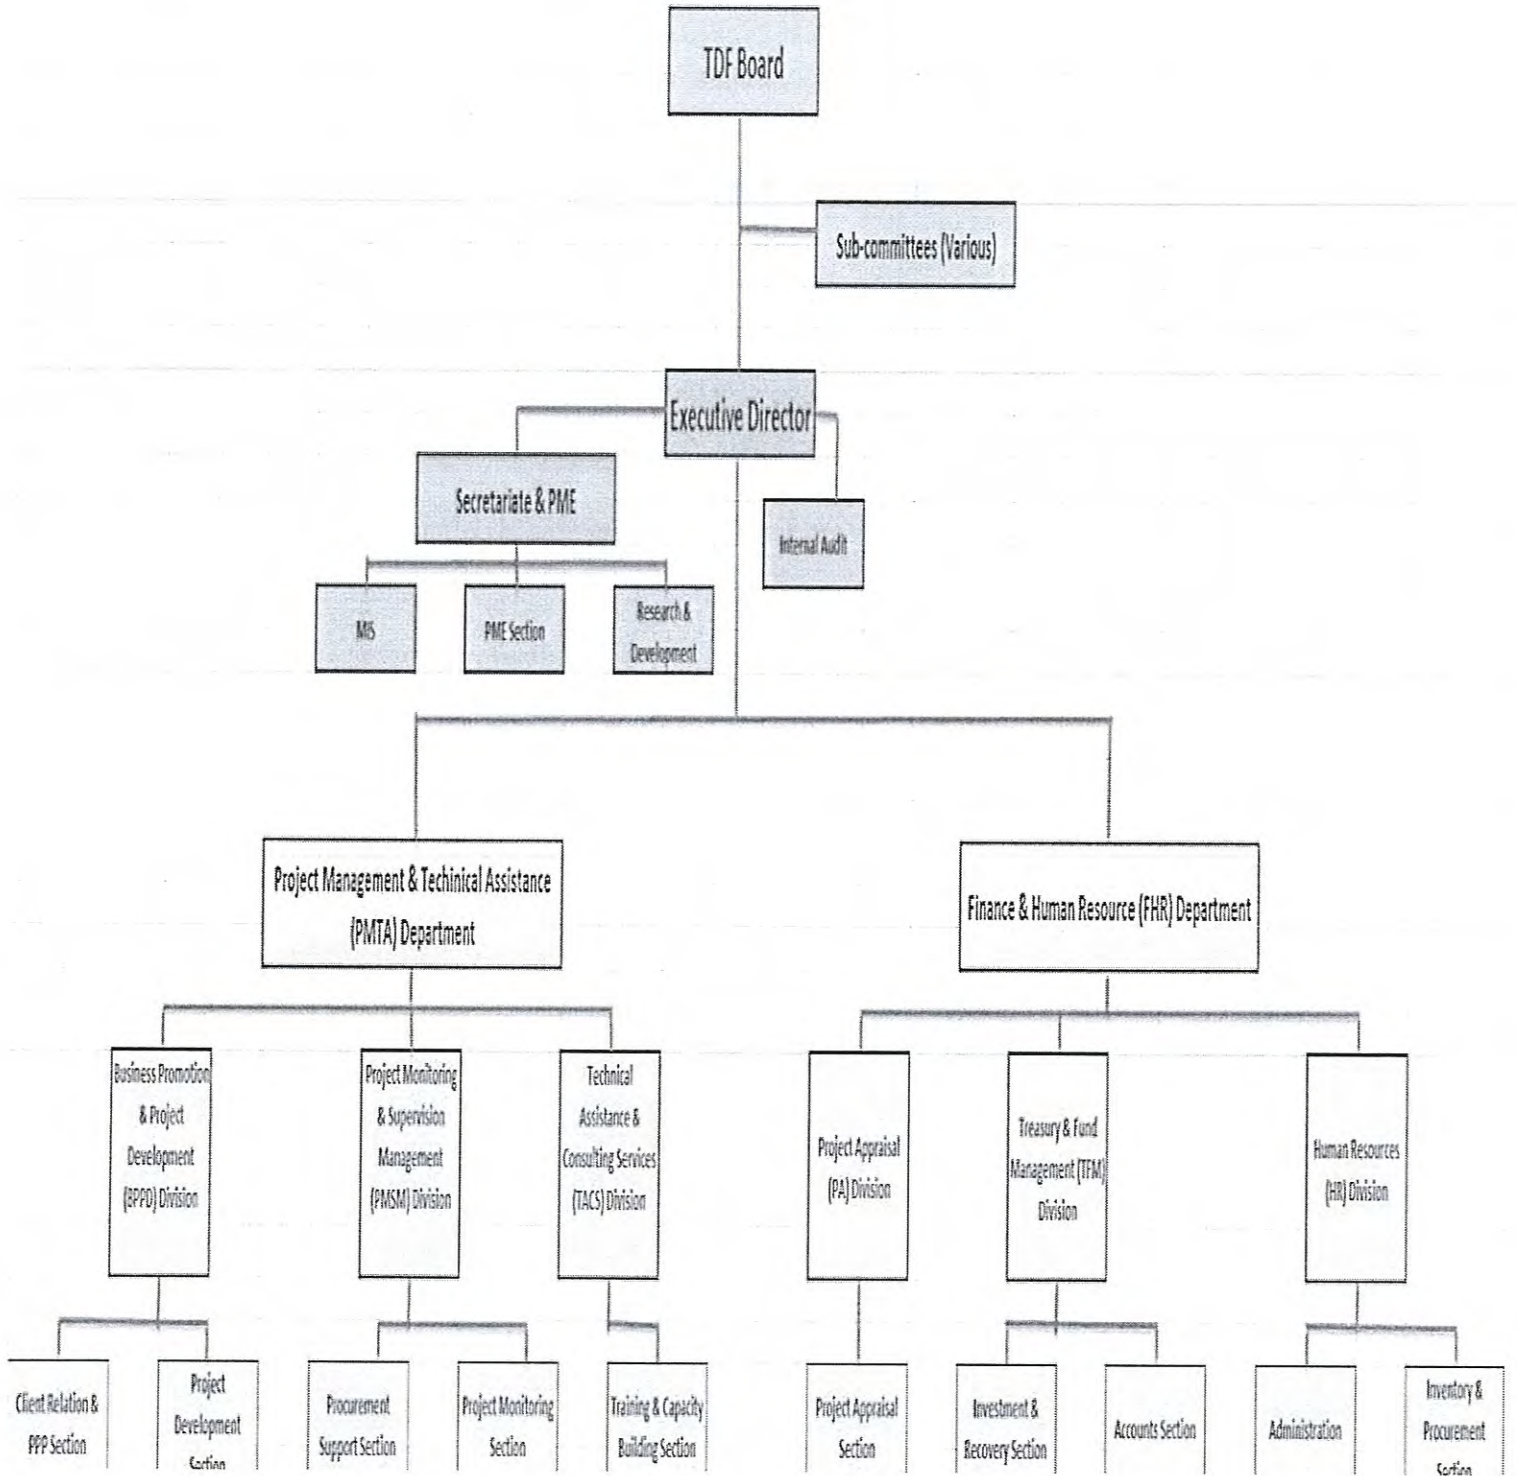 TDF Board
Sub-committees (Various)
Executive Director
Secretariate & PME
Internal Audit
MIS
PME Section
Research &
Development
Project Management & Techinical Assistance
(PMTA) Department
Finance & Human Resource (FHR) Department
Business Promotion
& Project
Development
(BPPD) Division
Project Monitoring
& Supervision
Management
(PMSM) Division
Technical
Assistance &
Consulting Services
(TACS) Division
Project Appraisal
(PA) Division
Treasury & Fund
Management (TFM)
Division
Human Resources
(HR) Division
Client Relation &
PPP Section
Project
Development
Section
Procurement
Support Section
Project Monitoring
Section
Training & Capacity
Building Section
Project Appraisal
Section
Investment &
Recovery Section
Accounts Section
Administration
Inventory &
Procurement
Section